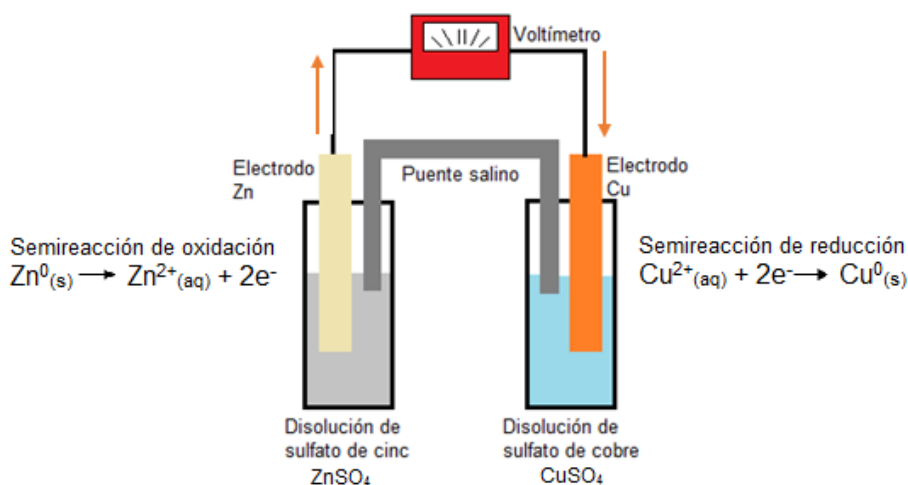 Voltímetro
Electrodo
Zn
Puente salino
Electrodo
Cu
Semireacción de oxidación
Zn⁰(s) ⟶ Zn²⁺(aq) + 2e⁻
Semireacción de reducción
Cu²⁺(aq) + 2e⁻ ⟶ Cu⁰(s)
Disolución de
sulfato de cinc
ZnSO₄
Disolución de
sulfato de cobre
CuSO₄